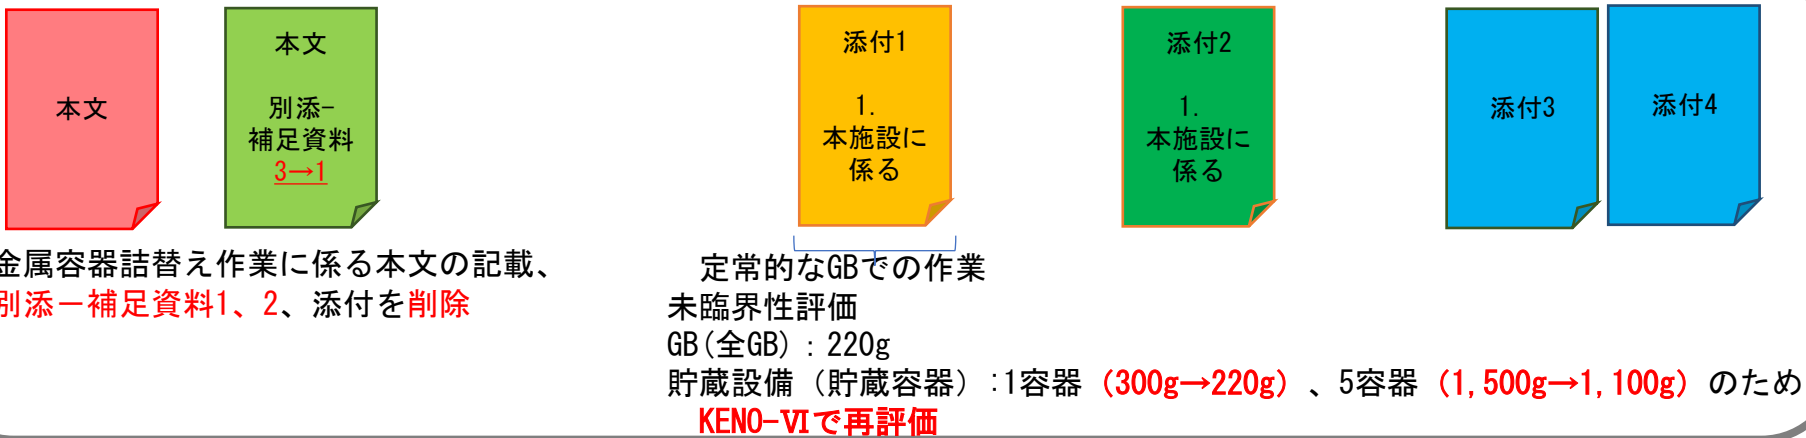 本文
本文
別添-
補足資料
3→1
添付1
1.
本施設に
係る
添付2
1.
本施設に
係る
添付3
添付4
金属容器詰替え作業に係る本文の記載、
別添－補足資料1、2、添付を削除
定常的なGBでの作業
未臨界性評価
GB(全GB)：220g
貯蔵設備（貯蔵容器）:1容器（300g→220g）、5容器（1,500g→1,100g）のため
KENO-Ⅵで再評価